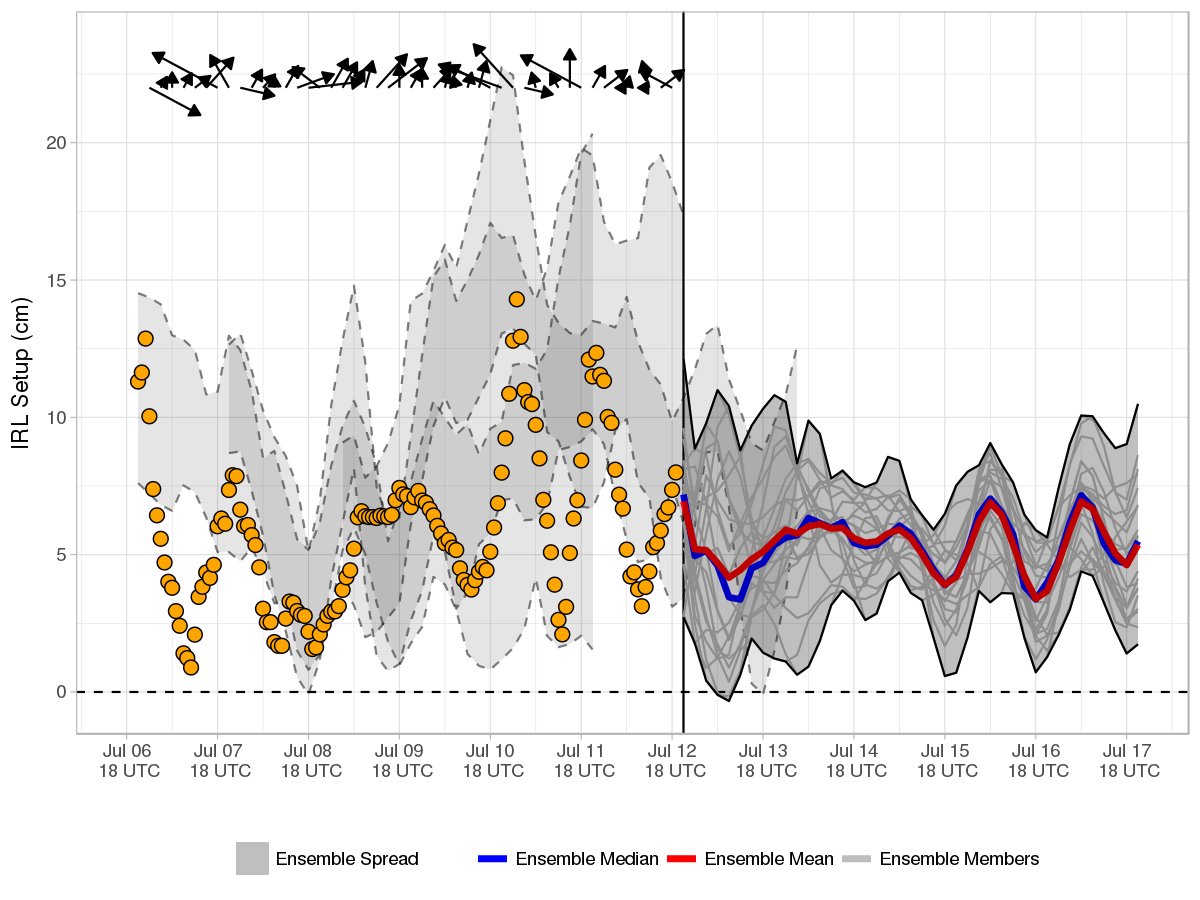 IRL Setup (cm)
20
15
10
5
0
Jul 06 Jul 07 Jul 08 Jul 09 Jul 10 Jul 11 Jul 12 Jul 13 Jul 14 Jul 15 Jul 16 Jul 17
18 UTC 18 UTC 18 UTC 18 UTC 18 UTC 18 UTC 18 UTC 18 UTC 18 UTC 18 UTC 18 UTC 18 UTC
Ensemble Spread Ensemble Median Ensemble Mean Ensemble Members